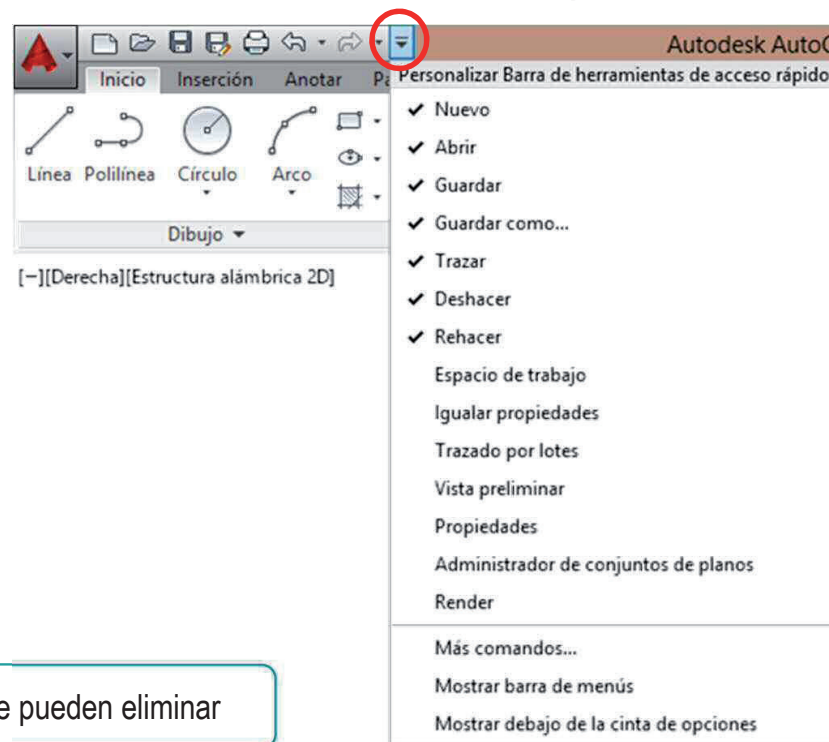 Autodesk Auto
Inicio Inserción Anotar
Personalizar Barra de herramientas de acceso rápido
Línea Polilínea Círculo Arco
Dibujo
[−][Derecha][Estructura alámbrica 2D]
Nuevo
Abrir
Guardar
Guardar como...
Trazar
Deshacer
Rehacer
Espacio de trabajo
Igualar propiedades
Trazado por lotes
Vista preliminar
Propiedades
Administrador de conjuntos de planos
Render
Más comandos...
Mostrar barra de menús
Mostrar debajo de la cinta de opciones
e pueden eliminar